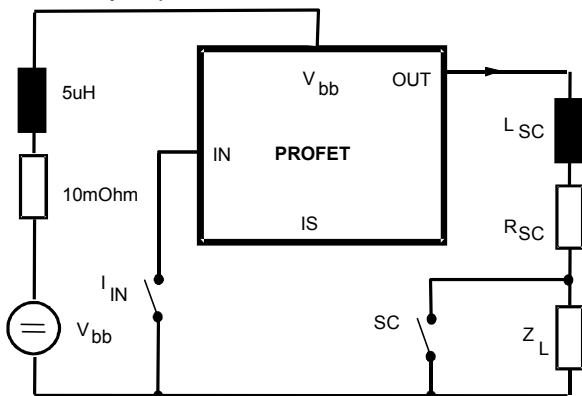 5uH
10mOhm
V bb
IN
V bb
OUT
PROFET
IS
I IN
SC
L SC
R SC
Z L